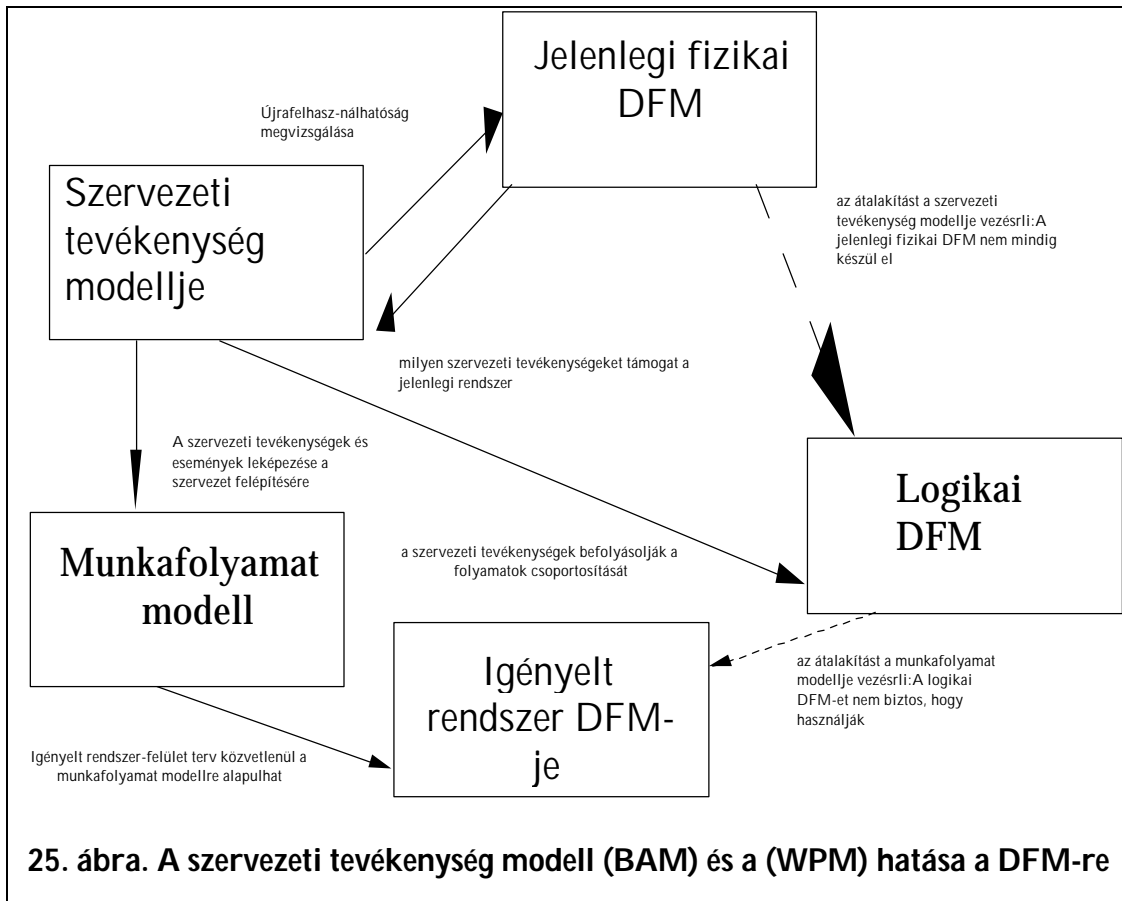 Jelenlegi fizikai
DFM
Újrafelhasz-nálhatóság
megvizsgálása
Szervezeti
tevékenység
modellje
az átalakítást a szervezeti
tevékenység modellje vezésrli:A
jelenlegi fizikai DFM nem mindig
készül el
milyen szervezeti tevékenységeket támogat a
jelenlegi rendszer
A szervezeti tevékenységek és
események leképezése a
szervezet felépítésére
Logikai
DFM
Munkafolyamat
modell
a szervezeti tevékenységek befolyásolják a
folyamatok csoportosítását
Igényelt
rendszer DFM-
je
az átalakítást a munkafolyamat
modellje vezésrli:A logikai
DFM-et nem biztos, hogy
használják
Igényelt rendszer-felület terv közvetlenül a
munkafolyamat modellre alapulhat
25. ábra. A szervezeti tevékenység modell (BAM) és a (WPM) hatása a DFM-re